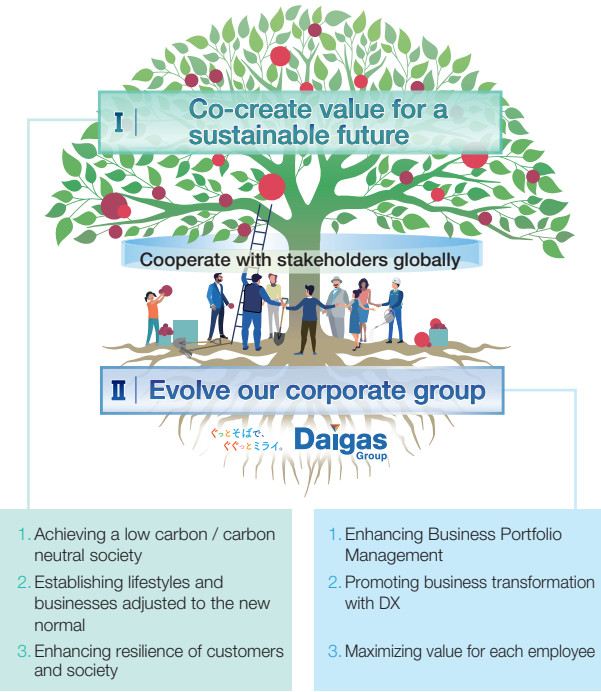 I
Co-create value for a
sustainable future
Cooperate with stakeholders globally
II Evolve our corporate group
ぐっとそばで、
ぐぐっとミライ。
Daigas
Group
1. Achieving a low carbon / carbon
neutral society
2. Establishing lifestyles and
businesses adjusted to the new
normal
3. Enhancing resilience of customers
and society
1. Enhancing Business Portfolio
Management
2. Promoting business transformation
with DX
3. Maximizing value for each employee